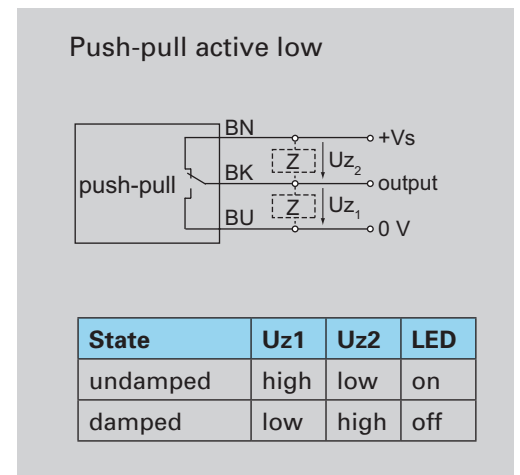 Push-pull active low
BN
+Vs
Z Uz₂
push-pull BK output
Z Uz₁
BU
0 V
State Uz1 Uz2 LED
undamped high low on
damped low high off